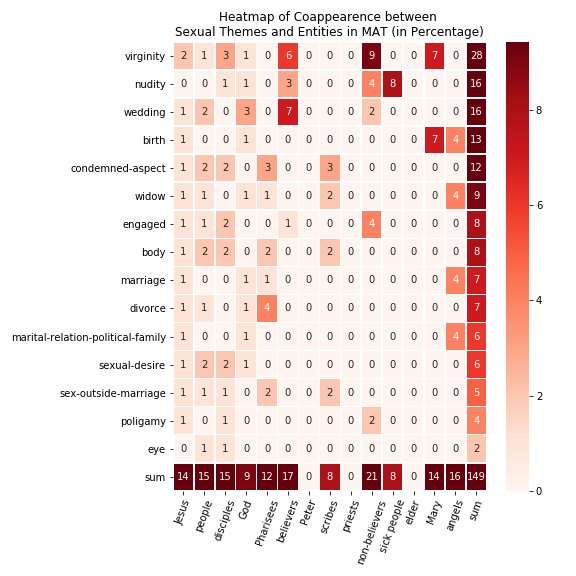 Heatmap of Coappearence between
Sexual Themes and Entities in MAT (in Percentage)
virginity 2 1 3 1 0 6 0 0 0 9 0 0 7 0 28
nudity 0 0 1 1 0 3 0 0 0 4 8 0 0 0 16
wedding 1 2 0 3 0 7 0 0 0 2 0 0 0 0 16
birth 1 0 0 1 0 0 0 0 0 0 0 0 7 4 13
condemned-aspect 1 2 2 0 3 0 0 3 0 0 0 0 0 0 12
widow 1 1 0 1 1 0 0 2 0 0 0 0 0 4 9
engaged 1 1 2 0 0 1 0 0 0 4 0 0 0 0 8
body 1 2 2 0 2 0 0 2 0 0 0 0 0 0 8
marriage 1 0 0 1 1 0 0 0 0 0 0 0 0 4 7
divorce 1 1 0 1 4 0 0 0 0 0 0 0 0 0 7
marital-relation-political-family 1 0 0 1 0 0 0 0 0 0 0 0 0 4 6
sexual-desire 1 2 2 1 0 0 0 0 0 0 0 0 0 0 6
sex-outside-marriage 1 1 1 0 2 0 0 2 0 0 0 0 0 0 5
poligamy 1 0 1 0 0 0 0 0 0 2 0 0 0 0 4
eye 0 1 1 0 0 0 0 0 0 0 0 0 0 0 2
sum 14 15 15 9 12 17 0 8 0 21 8 0 14 16 149
Jesus people disciples God Pharisees believers Peter scribes priests non-believers sick people elder Mary angels sum
8
6
4
2
0